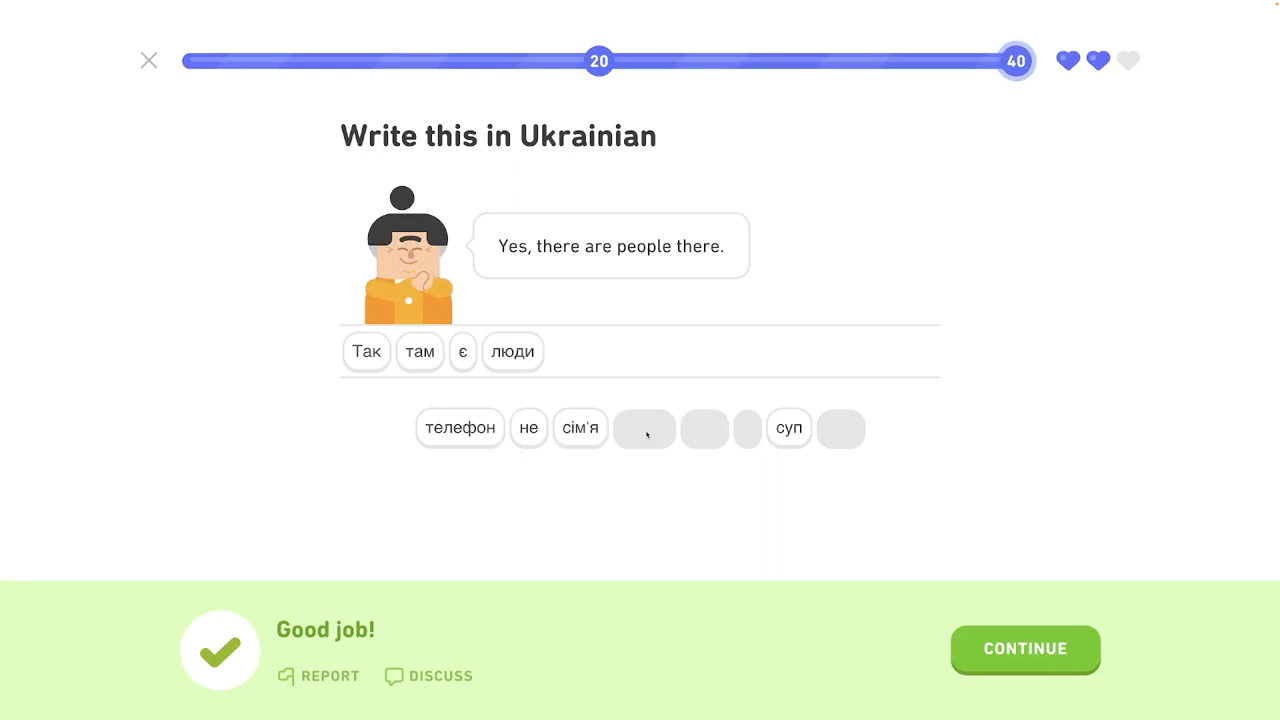 20
40
Write this in Ukrainian
Yes, there are people there.
Так там є люди
телефон не сім'я суп
Good job!
REPORT DISCUSS
CONTINUE